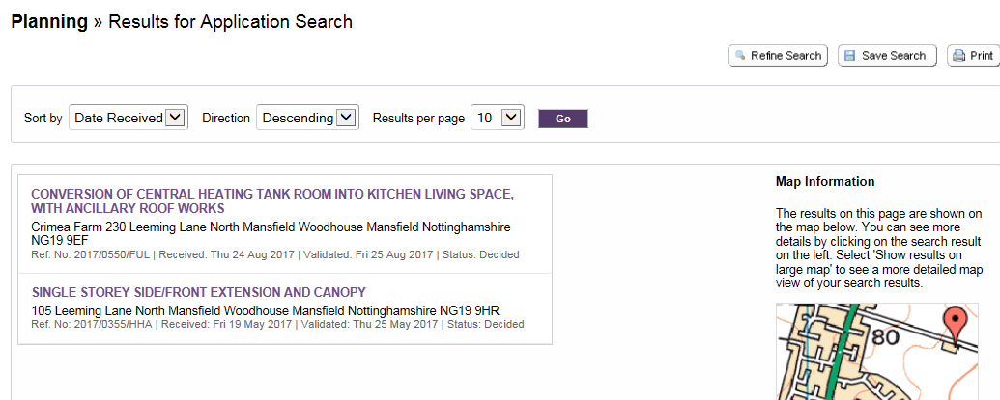 Planning » Results for Application Search
Refine Search Save Search Print
Sort by Date Received Direction Descending Results per page 10 Go
CONVERSION OF CENTRAL HEATING TANK ROOM INTO KITCHEN LIVING SPACE,
WITH ANCILLARY ROOF WORKS
Crimea Farm 230 Leeming Lane North Mansfield Woodhouse Mansfield Nottinghamshire
NG19 9EF
Ref. No: 2017/0550/FUL | Received: Thu 24 Aug 2017 | Validated: Fri 25 Aug 2017 | Status: Decided
SINGLE STOREY SIDE/FRONT EXTENSION AND CANOPY
105 Leeming Lane North Mansfield Woodhouse Mansfield Nottinghamshire NG19 9HR
Ref. No: 2017/0355/HHA | Received: Fri 19 May 2017 | Validated: Thu 25 May 2017 | Status: Decided
Map Information
The results on this page are shown on
the map below. You can see more
details by clicking on the search result
on the left. Select 'Show results on
large map' to see a more detailed map
view of your search results.
80